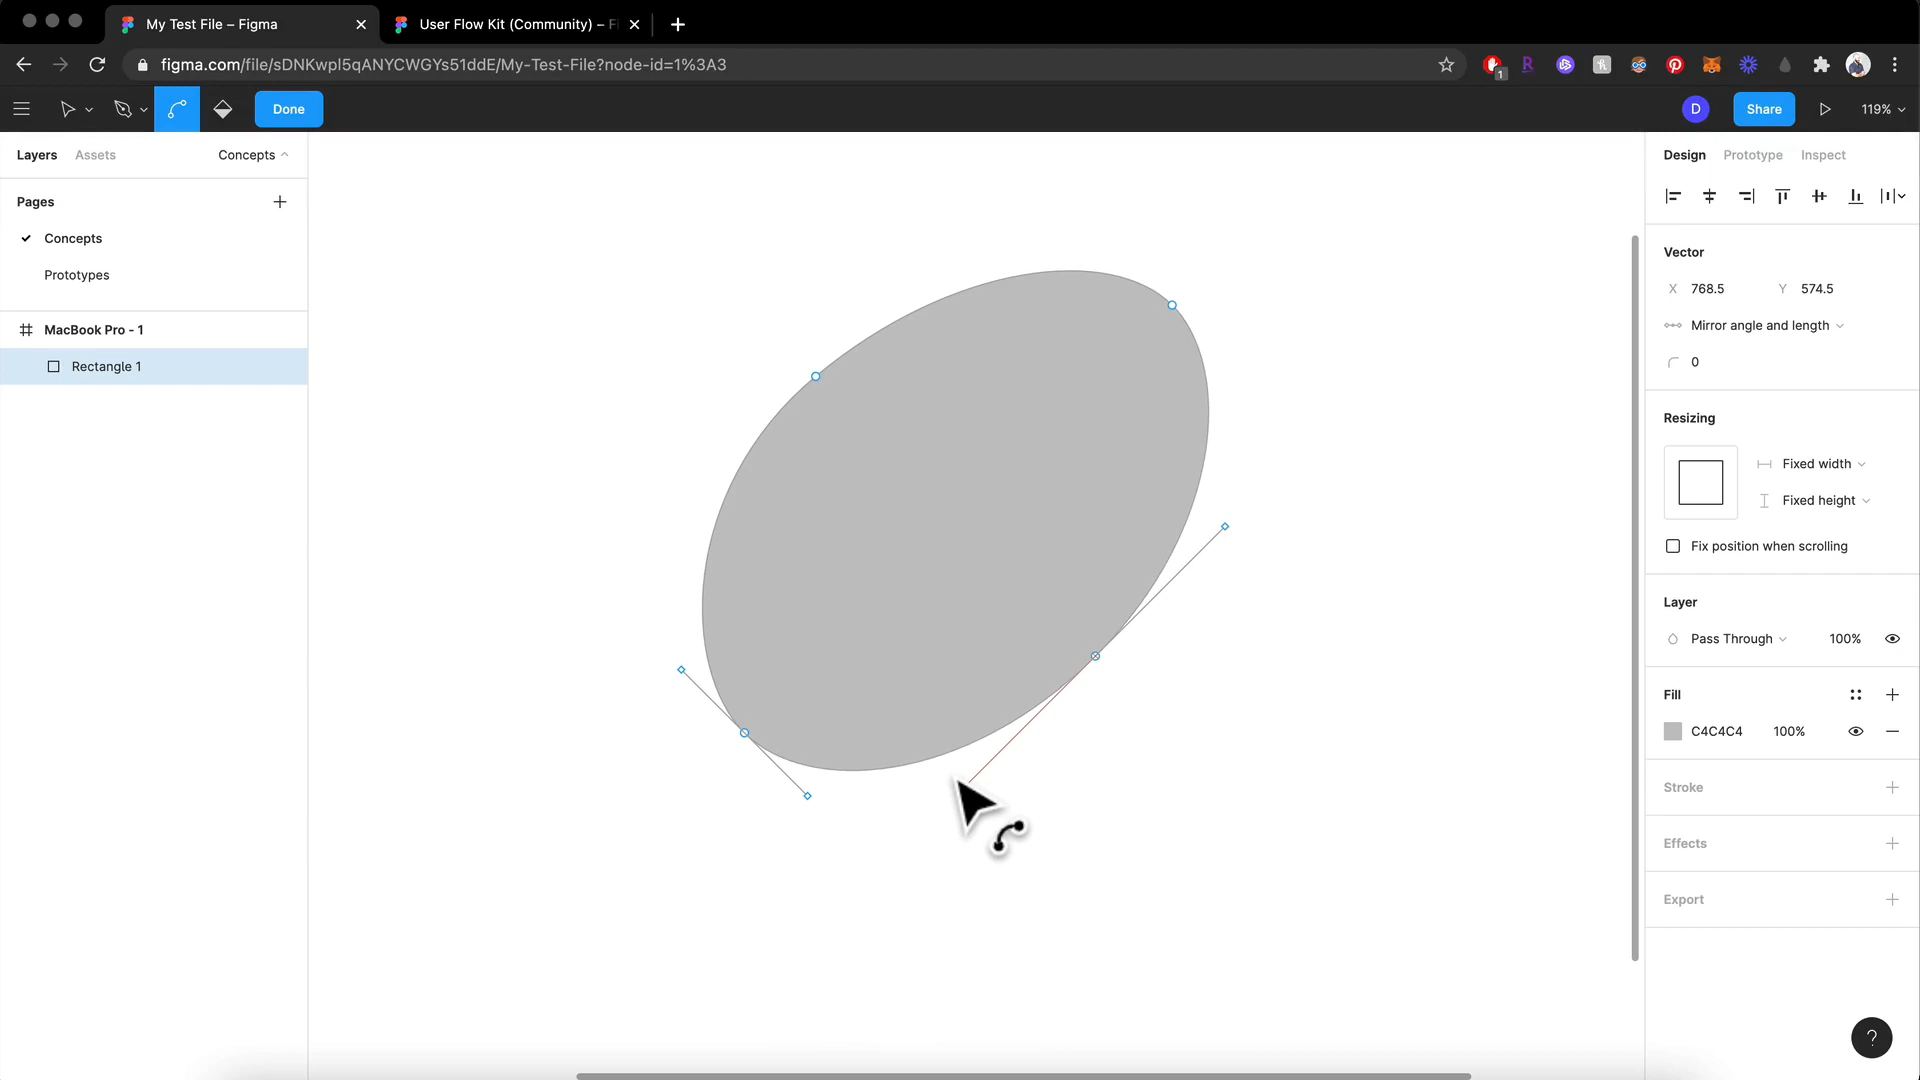 My Test File – Figma
User Flow Kit (Community) – F
figma.com/file/sDNKwpI5qANYCWGYs51ddE/My-Test-File?node-id=1%3A3
1
Done
D
Share
119%
Layers
Assets
Concepts
Pages
Concepts
Prototypes
MacBook Pro - 1
Rectangle 1
Design
Prototype
Inspect
Vector
X 768.5
Y 574.5
Mirror angle and length
0
Resizing
Fixed width
Fixed height
Fix position when scrolling
Layer
Pass Through
100%
Fill
C4C4C4
100%
Stroke
Effects
Export
?